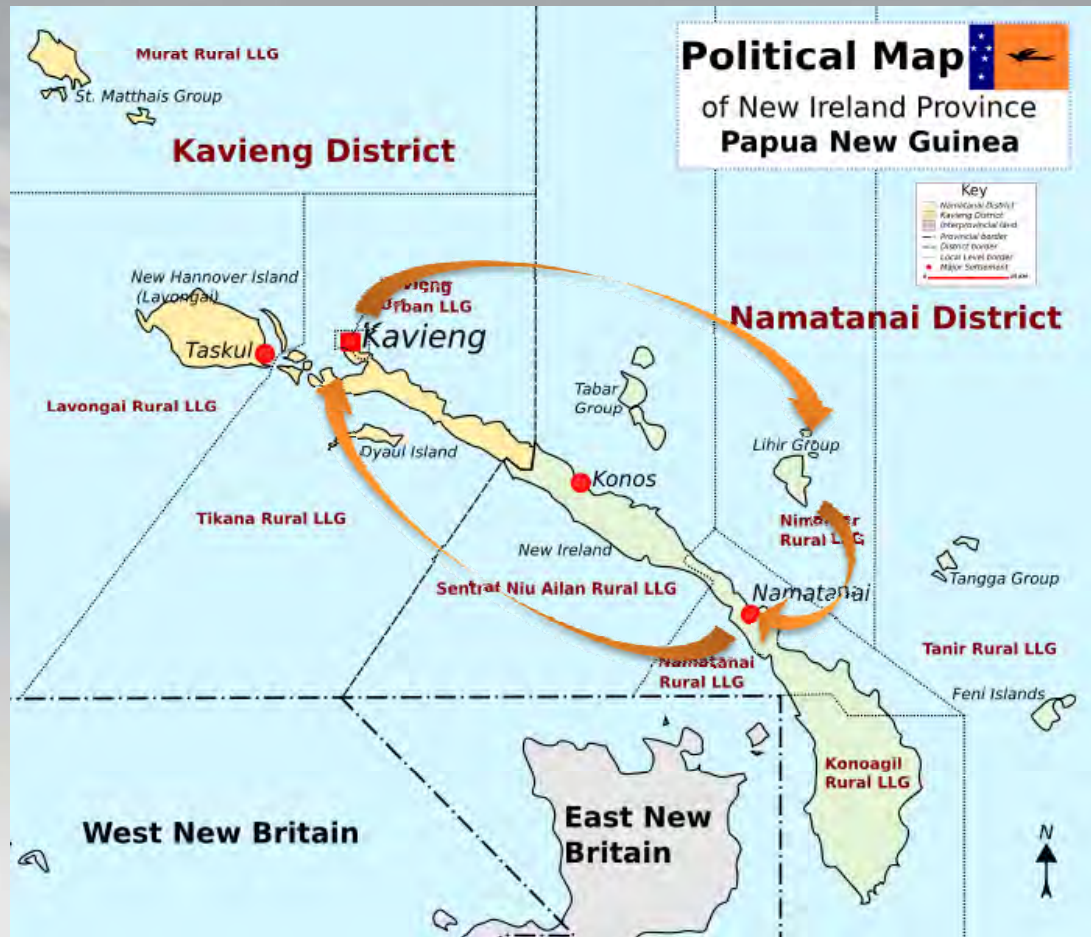 Murat Rural LLG
St. Matthais Group
Kavieng District
Political Map
of New Ireland Province
Papua New Guinea
Key
Namatanai District
Kavieng District
Interprovincial land
Provincial border
District border
Local Level border
Major Settlement
New Hannover Island
(Lavongai)
Urban LLG
Kavieng
Taskul
Namatanai District
Lavongai Rural LLG
Tabar
Group
Dyaul Island
Lihir Group
Konos
Tikana Rural LLG
Rural LLG
New Ireland
Sentral Niu Ailan Rural LLG
Tangga Group
Namatanai
Tanir Rural LLG
Namatanai
Rural LLG
Feni Islands
Konoagil
Rural LLG
West New Britain
East New
Britain
N